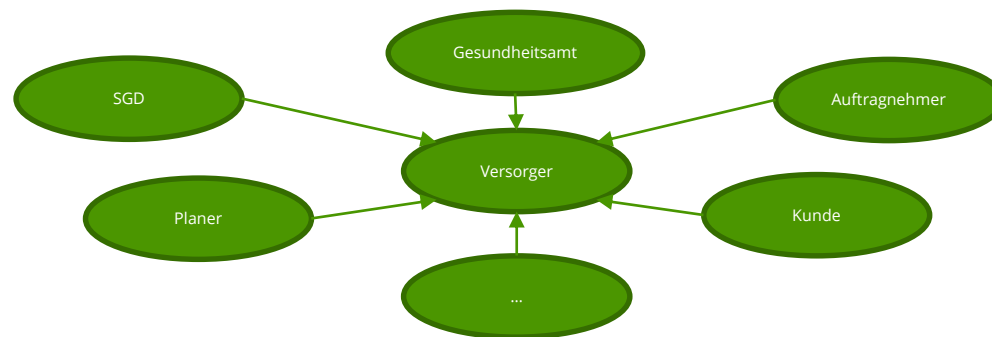 Gesundheitsamt
SGD
Auftragnehmer
Versorger
Planer
Kunde
...